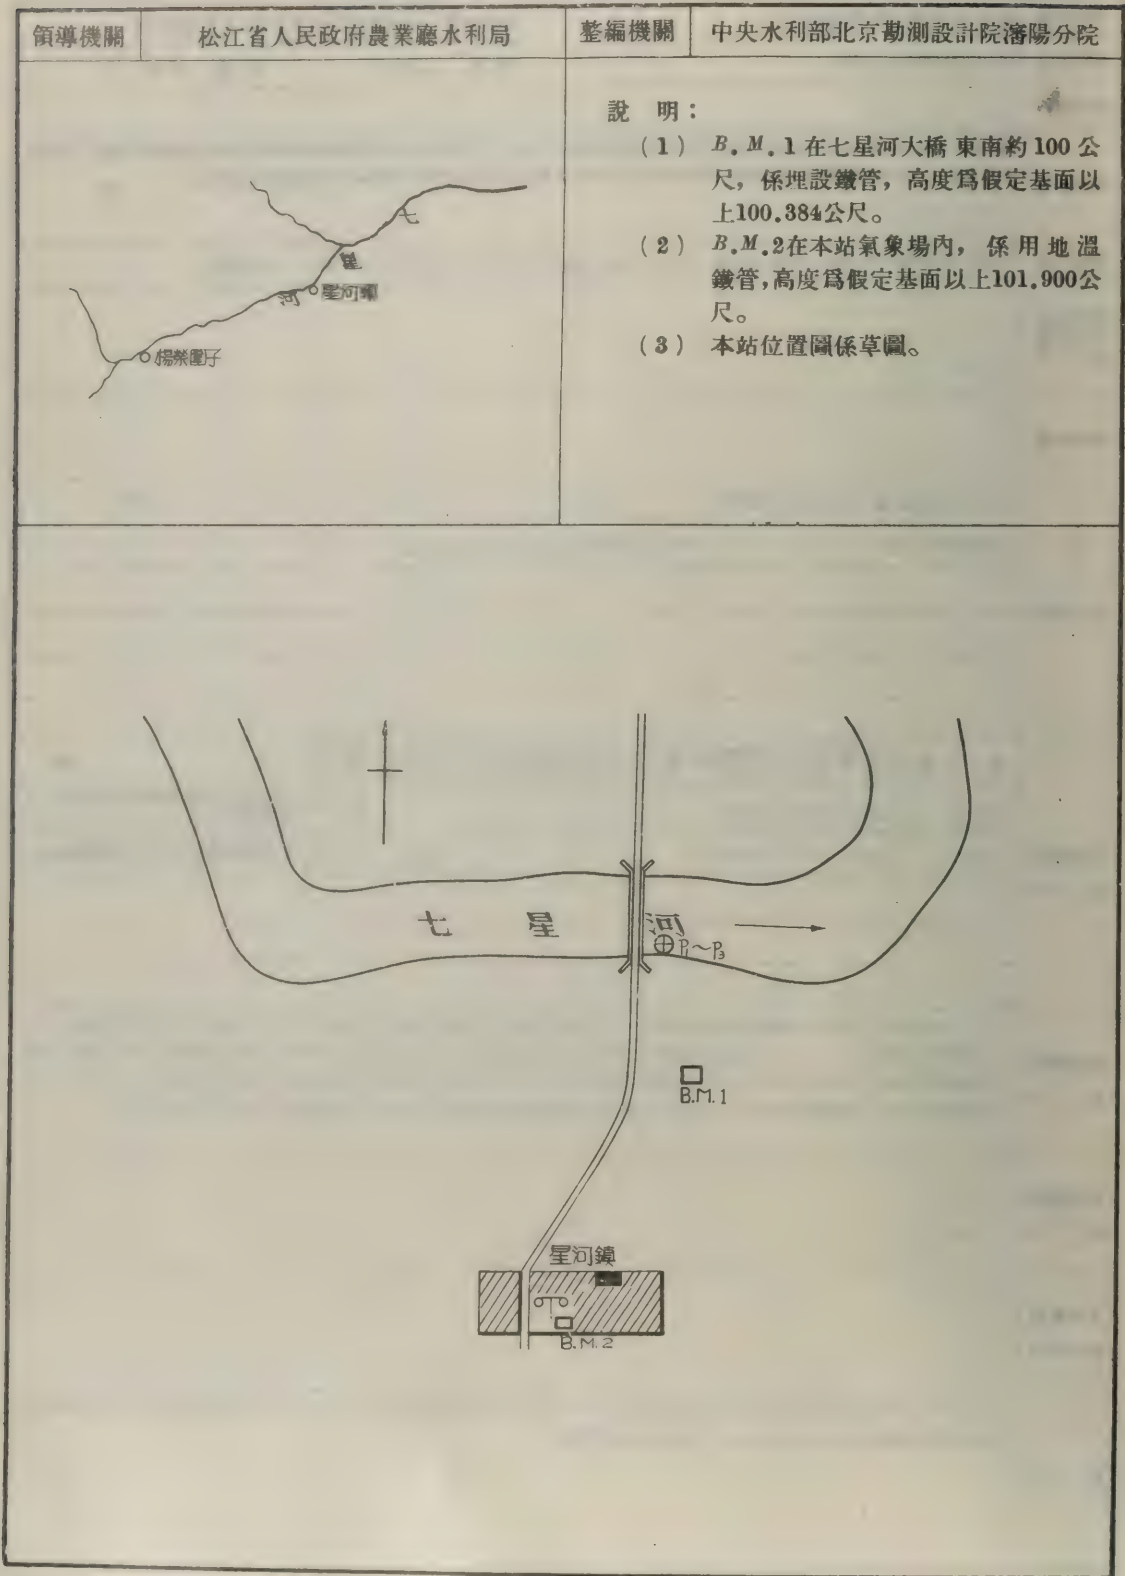 領導機關 松江省人民政府農業廳水利局 整編機關 中央水利部北京勘測設計院瀋陽分院
說 明：
（1） B．M．1 在七星河大橋東南約 100 公
尺，係埋設鐵管，高度爲假定基面以
上100.384公尺。
（2） B.M.2在本站氣象場內，係用地溫
鐵管，高度爲假定基面以上101.900公
尺。
（3） 本站位置圖係草圖。
七
星
河 星河鎮
楊榮圍子
七 星 河
P₁～P₃
B.M.1
星河鎮
B.M.2